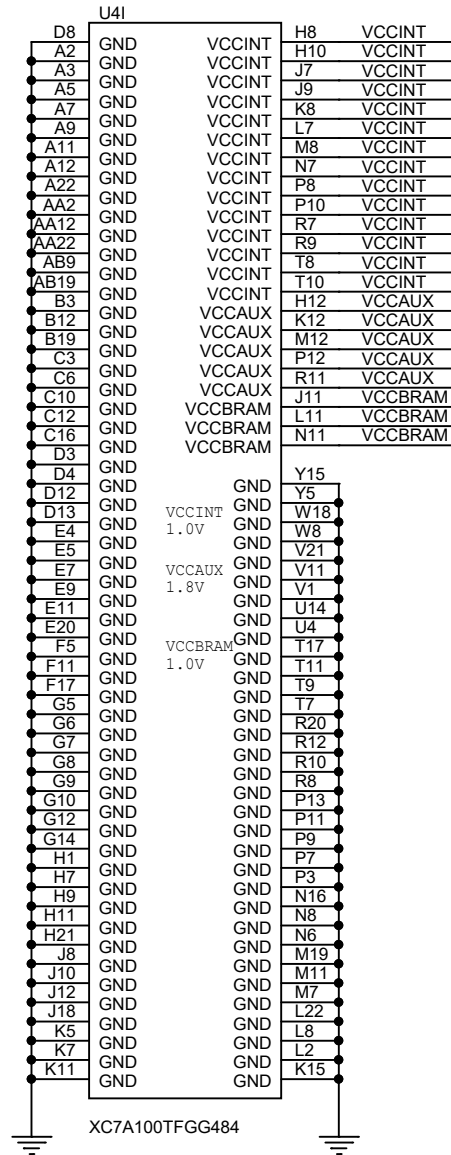 U4I
D8 GND VCCINT H8 VCCINT
A2 GND VCCINT H10 VCCINT
A3 GND VCCINT J7 VCCINT
A5 GND VCCINT J9 VCCINT
A7 GND VCCINT K8 VCCINT
A9 GND VCCINT L7 VCCINT
A11 GND VCCINT M8 VCCINT
A12 GND VCCINT N7 VCCINT
A22 GND VCCINT P8 VCCINT
AA2 GND VCCINT P10 VCCINT
AA12 GND VCCINT R7 VCCINT
AA22 GND VCCINT R9 VCCINT
AB9 GND VCCINT T8 VCCINT
AB19 GND VCCINT T10 VCCINT
B3 GND VCCAUX H12 VCCAUX
B12 GND VCCAUX K12 VCCAUX
B19 GND VCCAUX M12 VCCAUX
C3 GND VCCAUX P12 VCCAUX
C6 GND VCCAUX R11 VCCAUX
C10 GND VCCBRAM J11 VCCBRAM
C12 GND VCCBRAM L11 VCCBRAM
C16 GND VCCBRAM N11 VCCBRAM
D3 GND
D4 GND GND Y15
D12 GND GND Y5
D13 GND VCCINT GND W18
E4 GND 1.0V GND W8
E5 GND GND V21
E7 GND VCCAUX GND V11
E9 GND 1.8V GND V1
E11 GND GND U14
E20 GND GND U4
F5 GND VCCBRAM GND T17
F11 GND 1.0V GND T11
F17 GND GND T9
G5 GND GND T7
G6 GND GND R20
G7 GND GND R12
G8 GND GND R10
G9 GND GND R8
G10 GND GND P13
G12 GND GND P11
G14 GND GND P9
H1 GND GND P7
H7 GND GND P3
H9 GND GND N16
H11 GND GND N8
H21 GND GND N6
J8 GND GND M19
J10 GND GND M11
J12 GND GND M7
J18 GND GND L22
K5 GND GND L8
K7 GND GND L2
K11 GND GND K15
XC7A100TFGG484